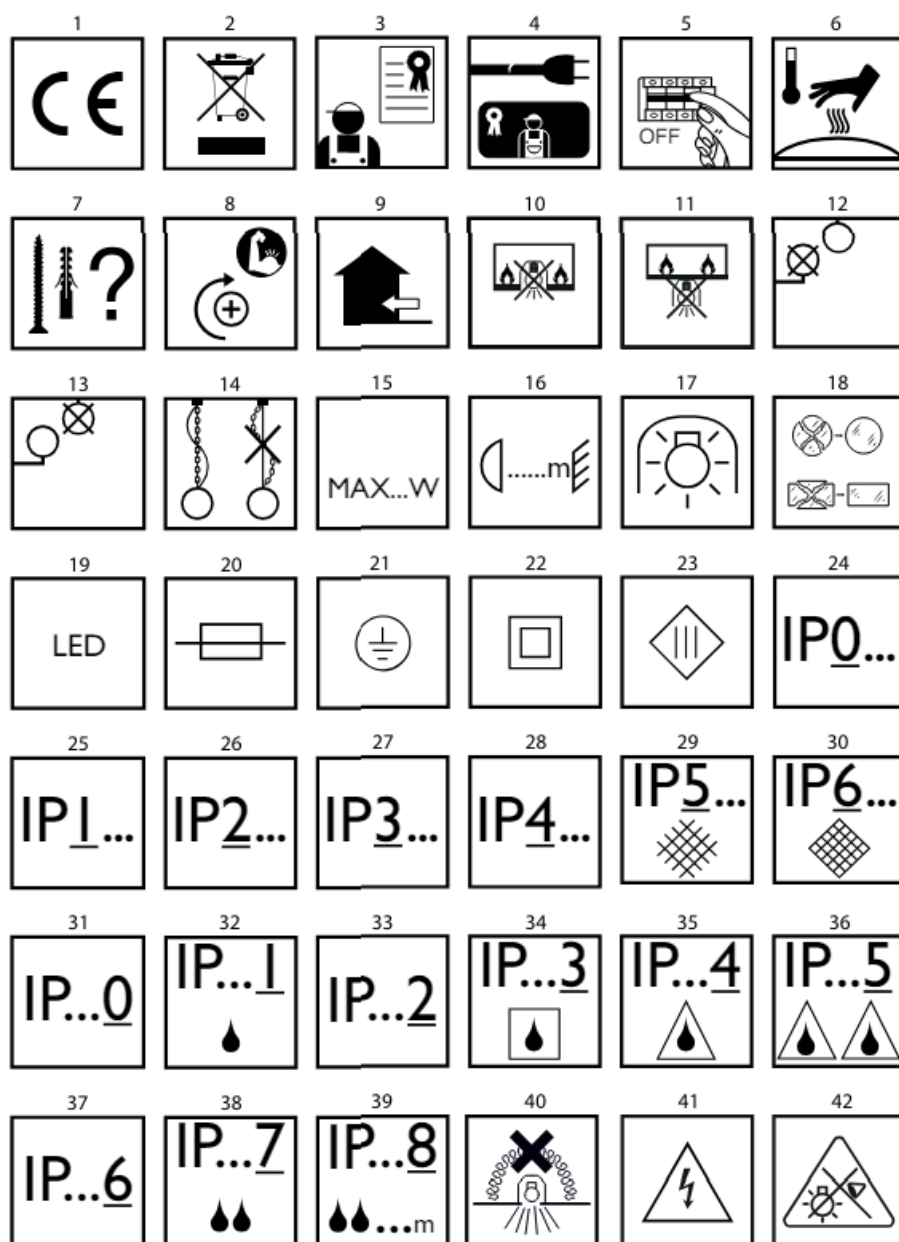 1 2 3 4 5 6
CE
OFF
7 8 9 10 11 12
?
13 14 15 16 17 18
MAX...W
......m
19 20 21 22 23 24
LED
IP0...
25 26 27 28 29 30
IP1... IP2... IP3... IP4... IP5... IP6...
31 32 33 34 35 36
IP...0 IP...1 IP...2 IP...3 IP...4 IP...5
37 38 39 40 41 42
IP...6 IP...7 IP...8
...m